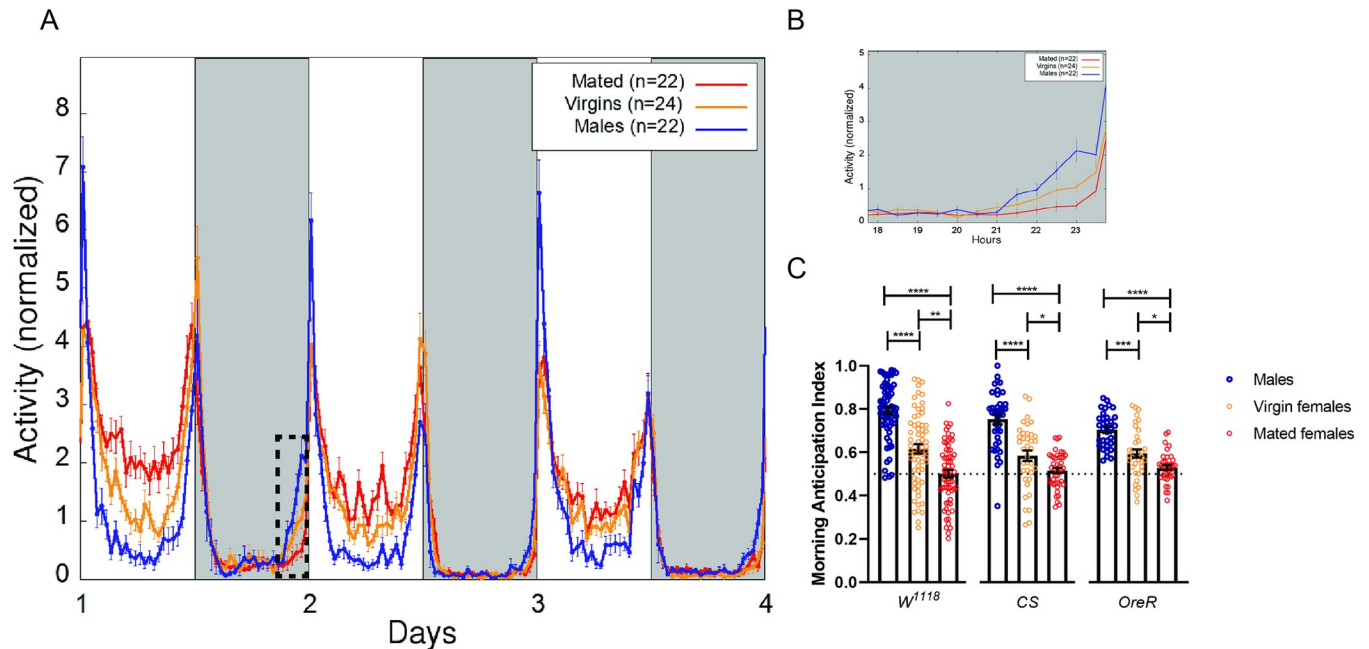 A
Activity (normalized)
8
7
6
5
4
3
2
1
0
Mated (n=22)
Virgins (n=24)
Males (n=22)
1
2
3
4
Days
B
Activity (normalized)
5
4
3
2
1
0
Mated (n=22)
Virgins (n=24)
Males (n=22)
18
19
20
21
22
23
Hours
C
Morning Anticipation Index
1.0
0.8
0.6
0.4
0.2
0.0
****
**
****
****
*
****
****
*
***
W1118
CS
OreR
Males
Virgin females
Mated females